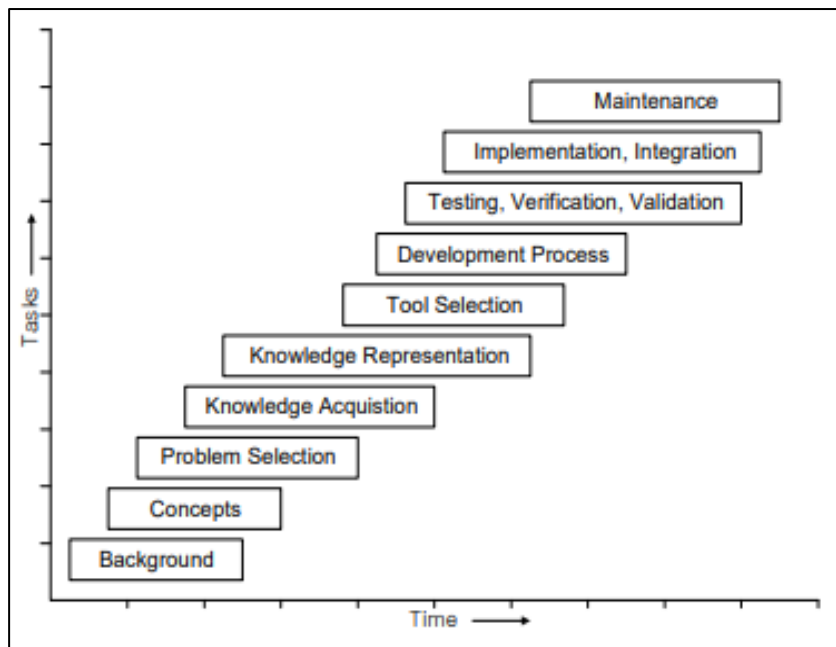 Maintenance
Implementation, Integration
Testing, Verification, Validation
Development Process
Tool Selection
Knowledge Representation
Knowledge Acquistion
Problem Selection
Concepts
Background
Tasks
Time